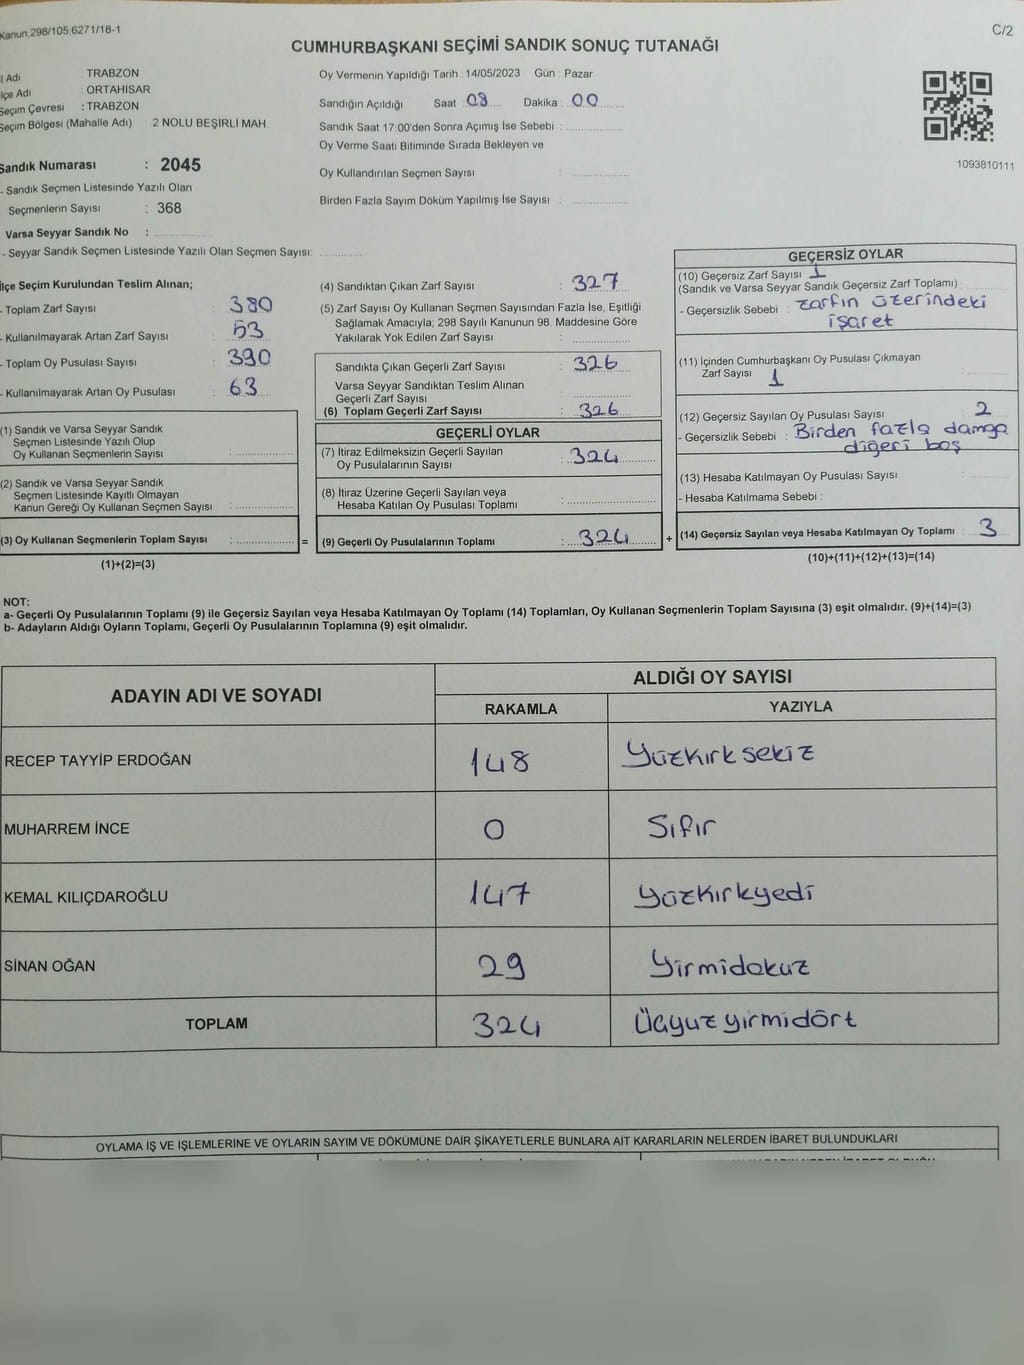 Kanun 298/105,6271/18-1
C/2
CUMHURBAŞKANI SEÇİMİ SANDIK SONUÇ TUTANAĞI
l Adı : TRABZON
lçe Adı : ORTAHİSAR
Seçim Çevresi : TRABZON
Seçim Bölgesi (Mahalle Adı) : 2 NOLU BEŞİRLİ MAH.
Sandık Numarası : 2045
- Sandık Seçmen Listesinde Yazılı Olan
Seçmenlerin Sayısı : 368
Varsa Seyyar Sandık No :
- Seyyar Sandık Seçmen Listesinde Yazılı Olan Seçmen Sayısı:
Oy Vermenin Yapıldığı Tarih : 14/05/2023 Gün : Pazar
Sandığın Açıldığı Saat 08 Dakika : 00
Sandık Saat 17:00'den Sonra Açımış İse Sebebi :
Oy Verme Saati Bitiminde Sırada Bekleyen ve
Oy Kullandırılan Seçmen Sayısı :
Birden Fazla Sayım Döküm Yapılmış İse Sayısı :
1093810111
İlçe Seçim Kurulundan Teslim Alınan;
- Toplam Zarf Sayısı : 380
- Kullanılmayarak Artan Zarf Sayısı : 53
- Toplam Oy Pusulası Sayısı : 390
- Kullanılmayarak Artan Oy Pusulası : 63
(1) Sandık ve Varsa Seyyar Sandık
Seçmen Listesinde Yazılı Olup
Oy Kullanan Seçmenlerin Sayısı :
(2) Sandık ve Varsa Seyyar Sandık
Seçmen Listesinde Kayıtlı Olmayan
Kanun Gereği Oy Kullanan Seçmen Sayısı :
(3) Oy Kullanan Seçmenlerin Toplam Sayısı : =
(1)+(2)=(3)
(4) Sandıktan Çıkan Zarf Sayısı : 327
(5) Zarf Sayısı Oy Kullanan Seçmen Sayısından Fazla İse, Eşitliği
Sağlamak Amacıyla; 298 Sayılı Kanunun 98. Maddesine Göre
Yakılarak Yok Edilen Zarf Sayısı :
Sandıkta Çıkan Geçerli Zarf Sayısı : 326
Varsa Seyyar Sandıktan Teslim Alınan
Geçerli Zarf Sayısı :
(6) Toplam Geçerli Zarf Sayısı : 326
GEÇERLİ OYLAR
(7) İtiraz Edilmeksizin Geçerli Sayılan
Oy Pusulalarının Sayısı : 324
(8) İtiraz Üzerine Geçerli Sayılan veya
Hesaba Katılan Oy Pusulası Toplamı :
(9) Geçerli Oy Pusulalarının Toplamı : 324 +
GEÇERSİZ OYLAR
(10) Geçersiz Zarf Sayısı 1
(Sandık ve Varsa Seyyar Sandık Geçersiz Zarf Toplamı) :
- Geçersizlik Sebebi : zarfın üzerindeki
işaret
(11) İçinden Cumhurbaşkanı Oy Pusulası Çıkmayan
Zarf Sayısı 1 :
(12) Geçersiz Sayılan Oy Pusulası Sayısı : 2
- Geçersizlik Sebebi : Birden fazla damga
diğeri boş
(13) Hesaba Katılmayan Oy Pusulası Sayısı :
- Hesaba Katılmama Sebebi :
(14) Geçersiz Sayılan veya Hesaba Katılmayan Oy Toplamı : 3
(10)+(11)+(12)+(13)=(14)
NOT:
a- Geçerli Oy Pusulalarının Toplamı (9) ile Geçersiz Sayılan veya Hesaba Katılmayan Oy Toplamı (14) Toplamları, Oy Kullanan Seçmenlerin Toplam Sayısına (3) eşit olmalıdır. (9)+(14)=(3)
b- Adayların Aldığı Oyların Toplamı, Geçerli Oy Pusulalarının Toplamına (9) eşit olmalıdır.
ADAYIN ADI VE SOYADI
ALDIĞI OY SAYISI
RAKAMLA YAZIYLA
RECEP TAYYİP ERDOĞAN 148 Yüzkırksekiz
MUHARREM İNCE 0 Sıfır
KEMAL KILIÇDAROĞLU 147 yüzkırkyedi
SİNAN OĞAN 29 Yirmidokuz
TOPLAM 324 Üçyuzyirmidört
OYLAMA İŞ VE İŞLEMLERİNE VE OYLARIN SAYIM VE DÖKÜMÜNE DAİR ŞİKAYETLERLE BUNLARA AİT KARARLARIN NELERDEN İBARET BULUNDUKLARI